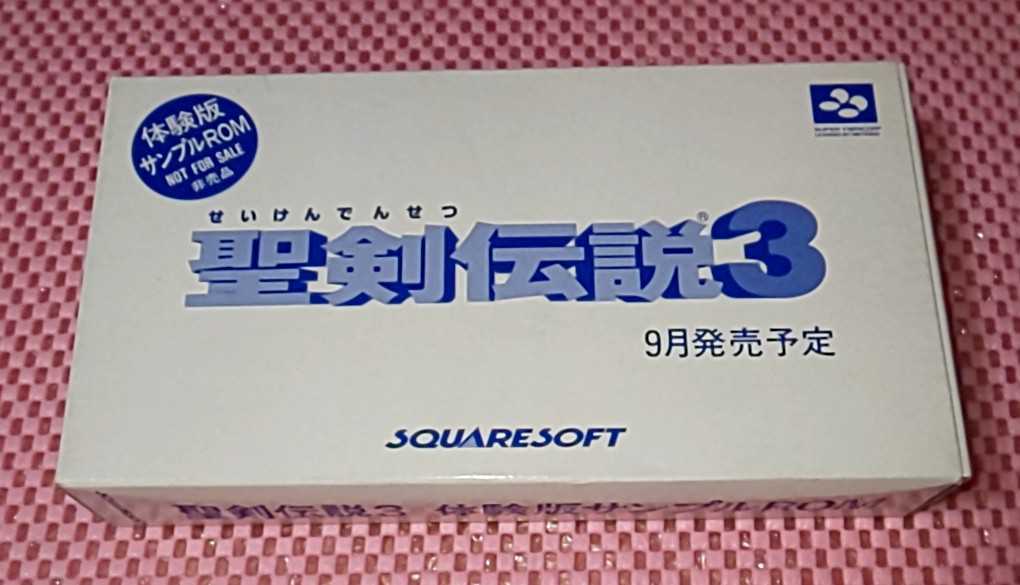 体験版
サンプルROM
NOT FOR SALE
非売品
SUPER FAMICOM
せいけんでんせつ
聖剣伝説3
®
9月発売予定
SQUARESOFT
聖剣伝説3 体験版サンプルROM